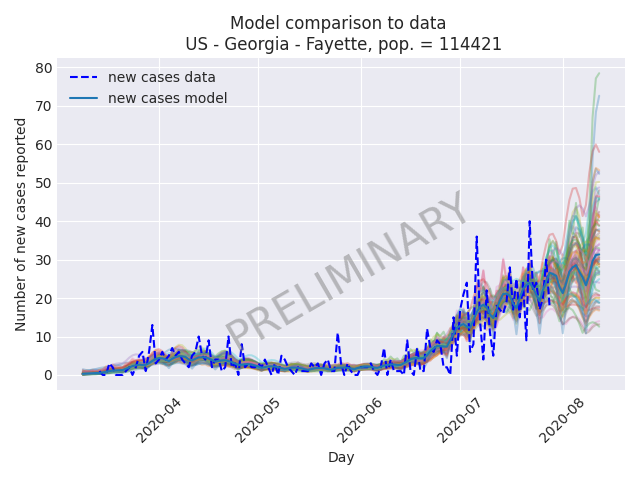 Model comparison to data
US - Georgia - Fayette, pop. = 114421
new cases data
new cases model
PRELIMINARY
Number of new cases reported
80
70
60
50
40
30
20
10
0
2020-04
2020-05
2020-06
2020-07
2020-08
Day